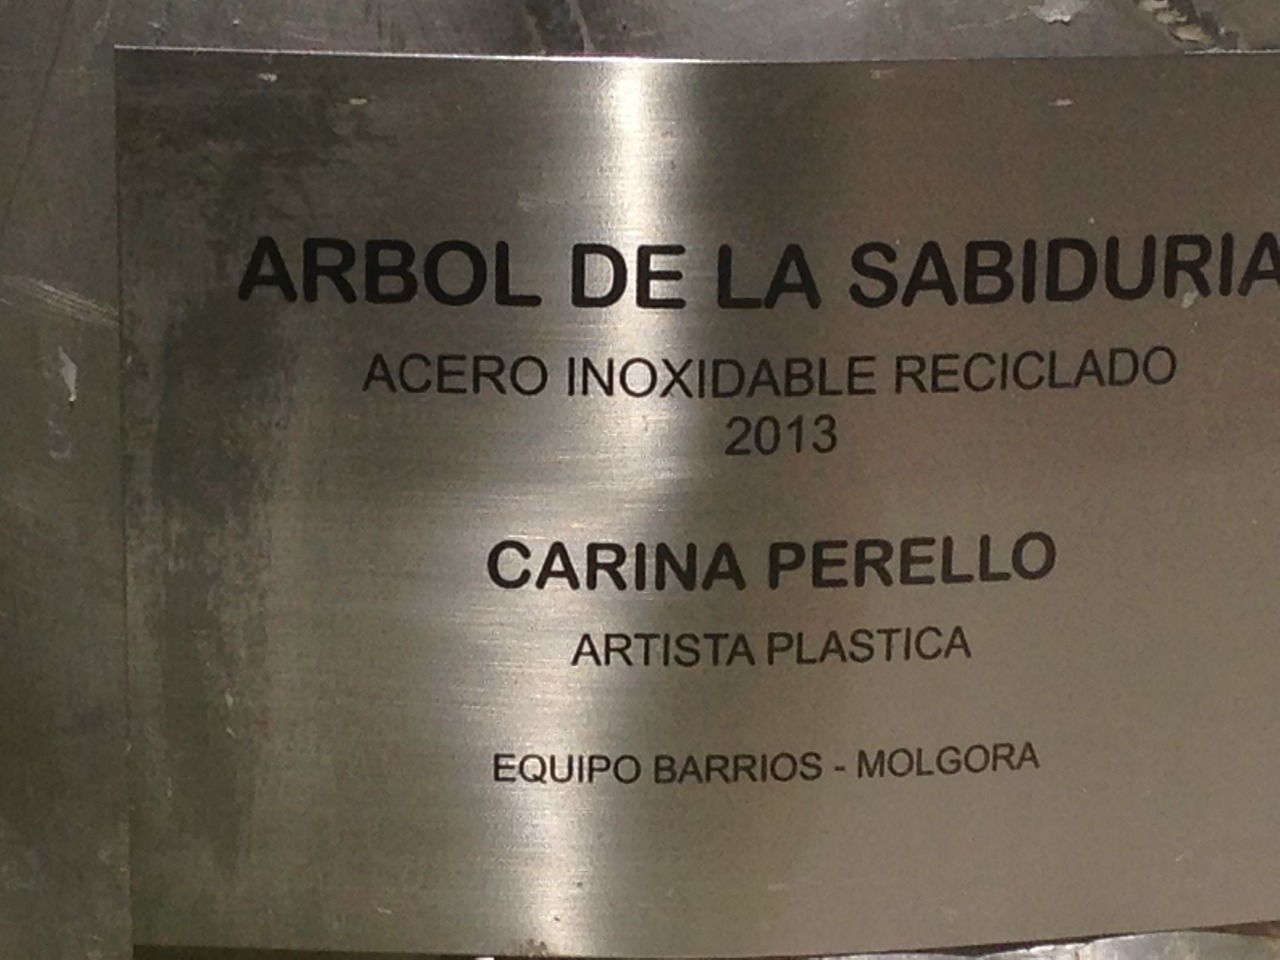 ARBOL DE LA SABIDURIA
ACERO INOXIDABLE RECICLADO
2013
CARINA PERELLO
ARTISTA PLASTICA
EQUIPO BARRIOS - MOLGORA